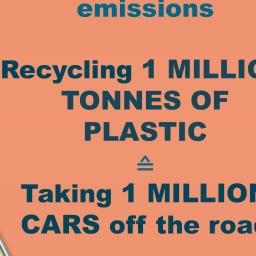 emissions
Recycling 1 MILLIO
TONNES OF
PLASTIC
≙
Taking 1 MILLION
CARS off the roa